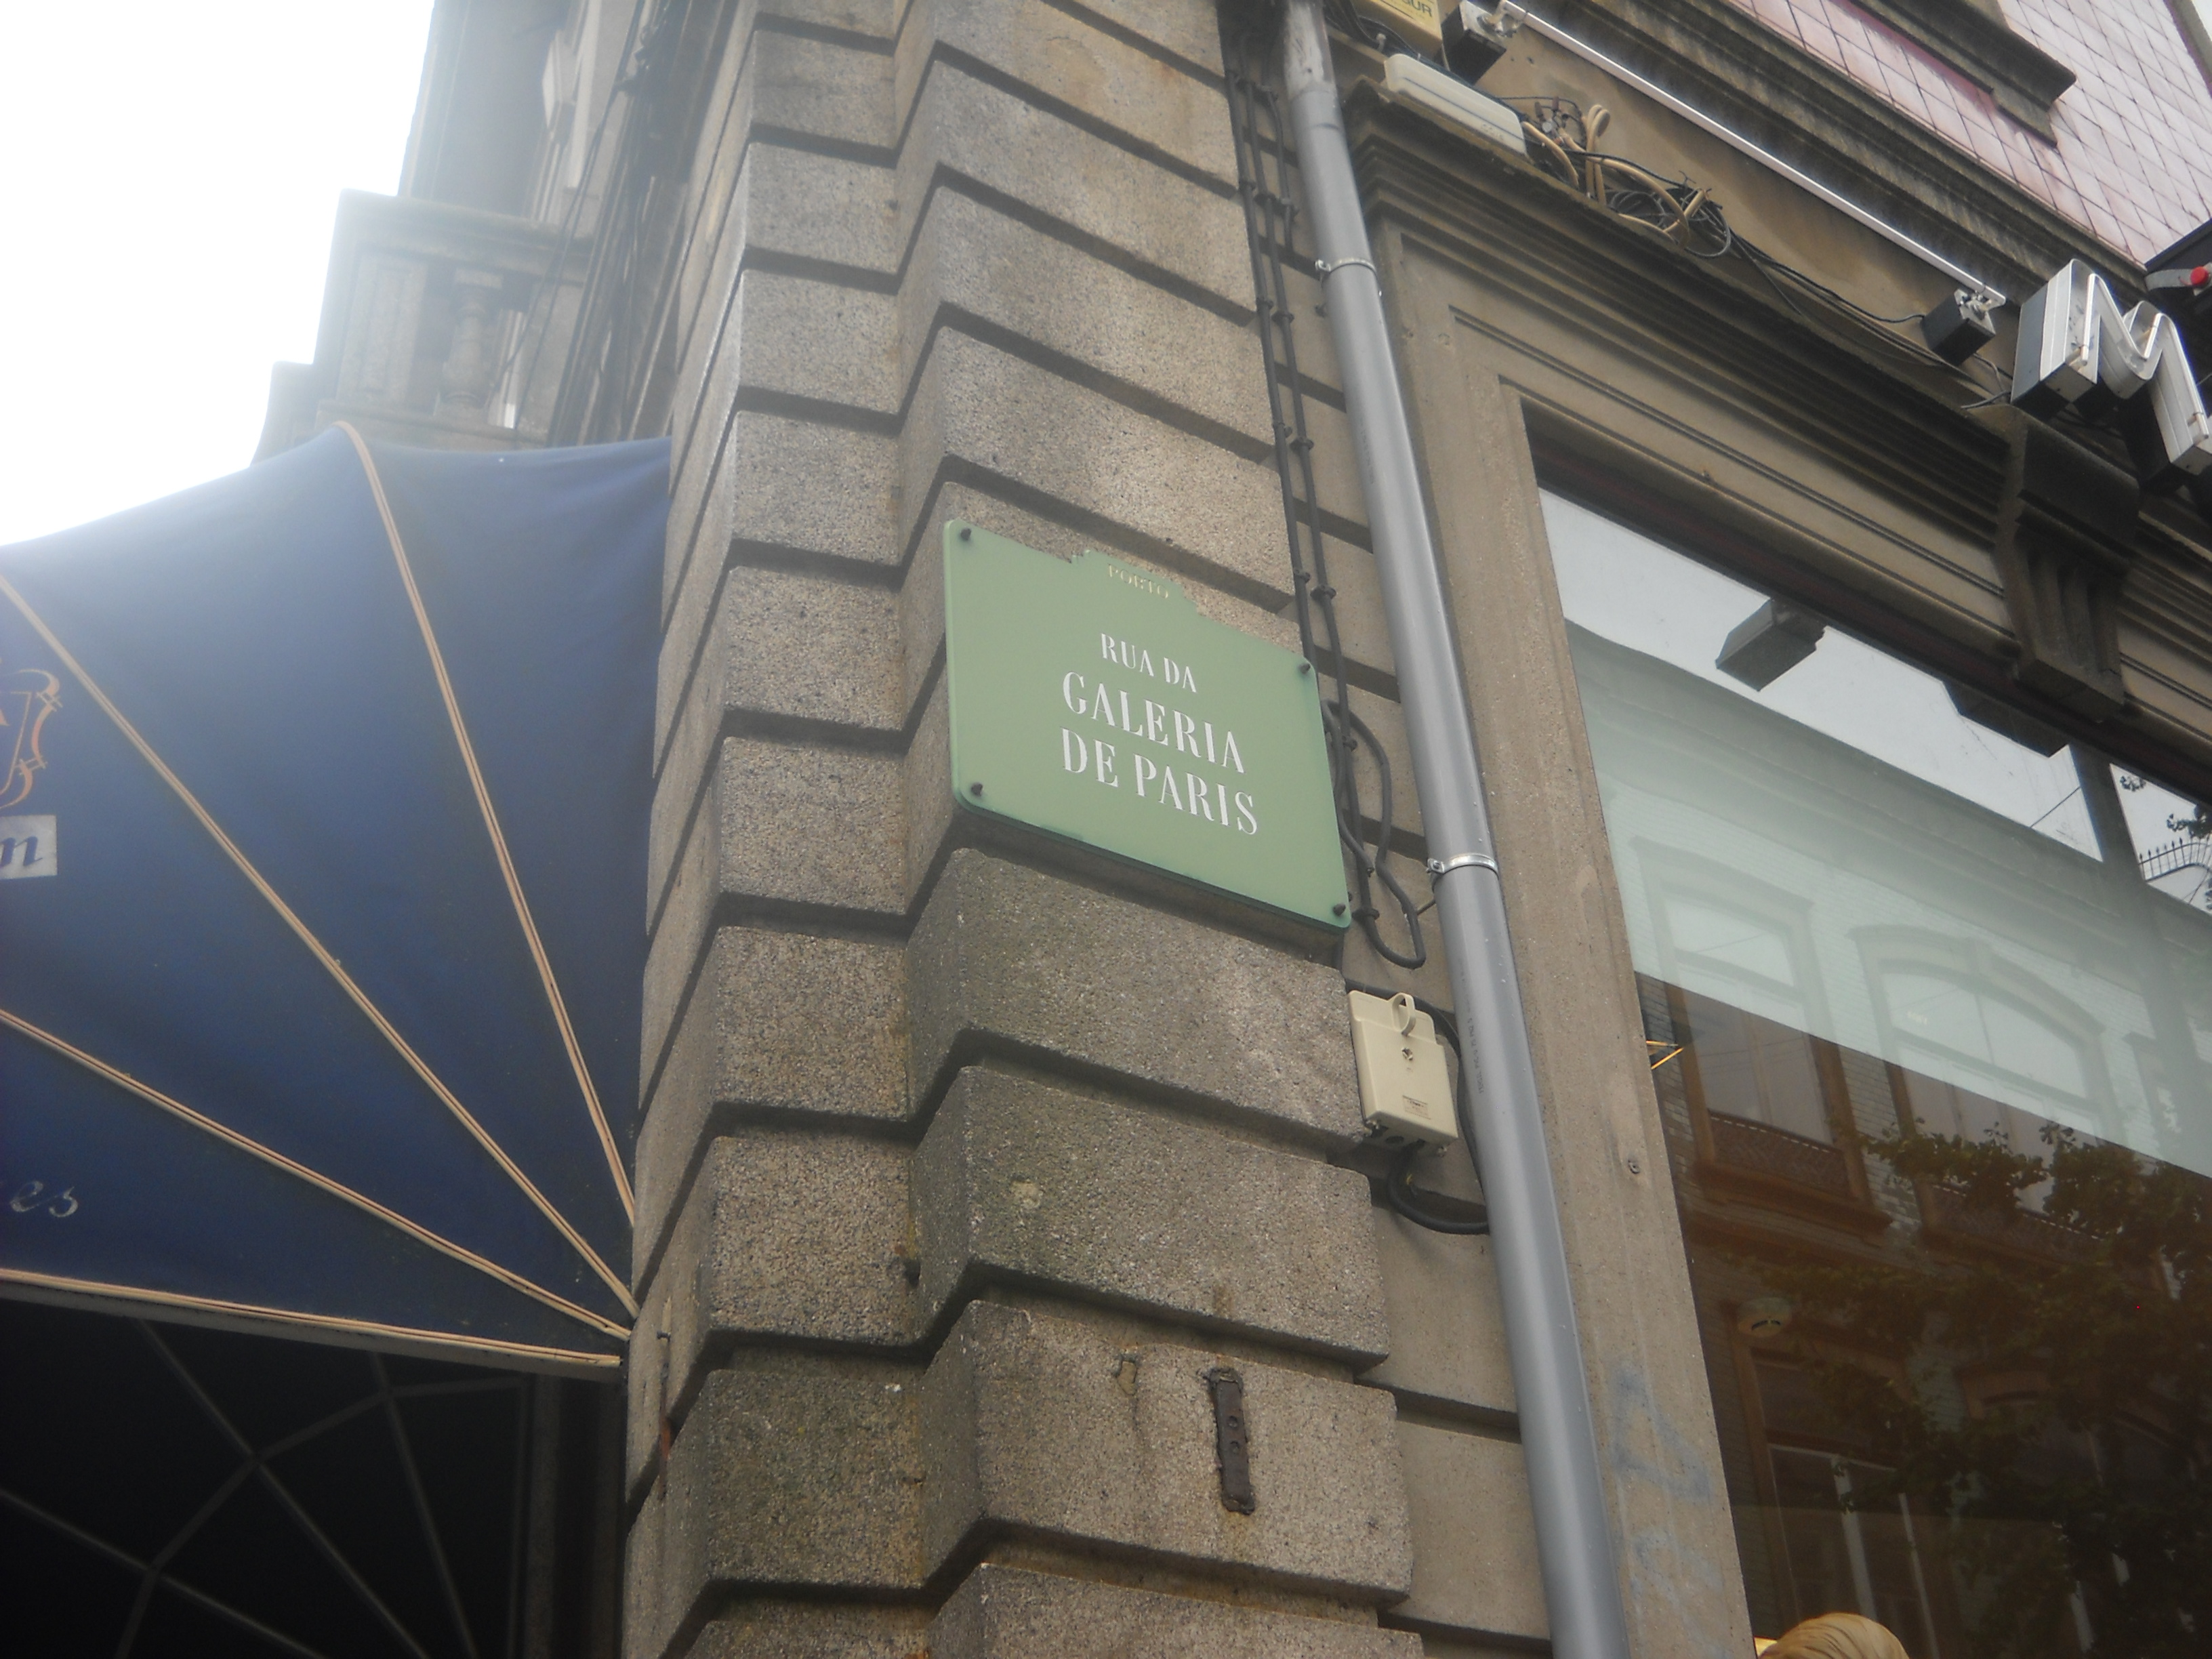 PORTO
RUA DA
GALERIA
DE PARIS
M